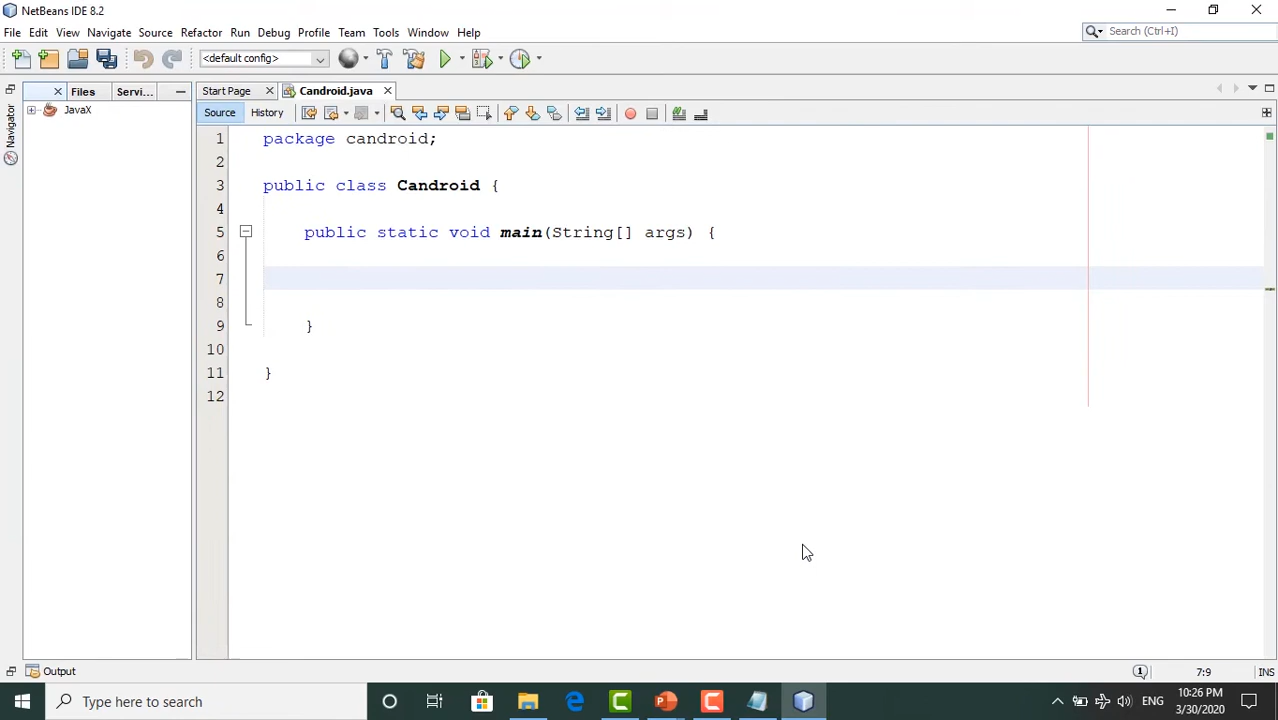 NetBeans IDE 8.2
File Edit View Navigate Source Refactor Run Debug Profile Team Tools Window Help
Search (Ctrl+I)
<default config>
Files Servi...
Start Page Candroid.java
Navigator
JavaX
Source History
1 package candroid;
2
3 public class Candroid {
4
5 public static void main(String[] args) {
6
7
8
9 }
10
11 }
12
Output
1 7:9 INS
Type here to search
ENG 10:26 PM
3/30/2020